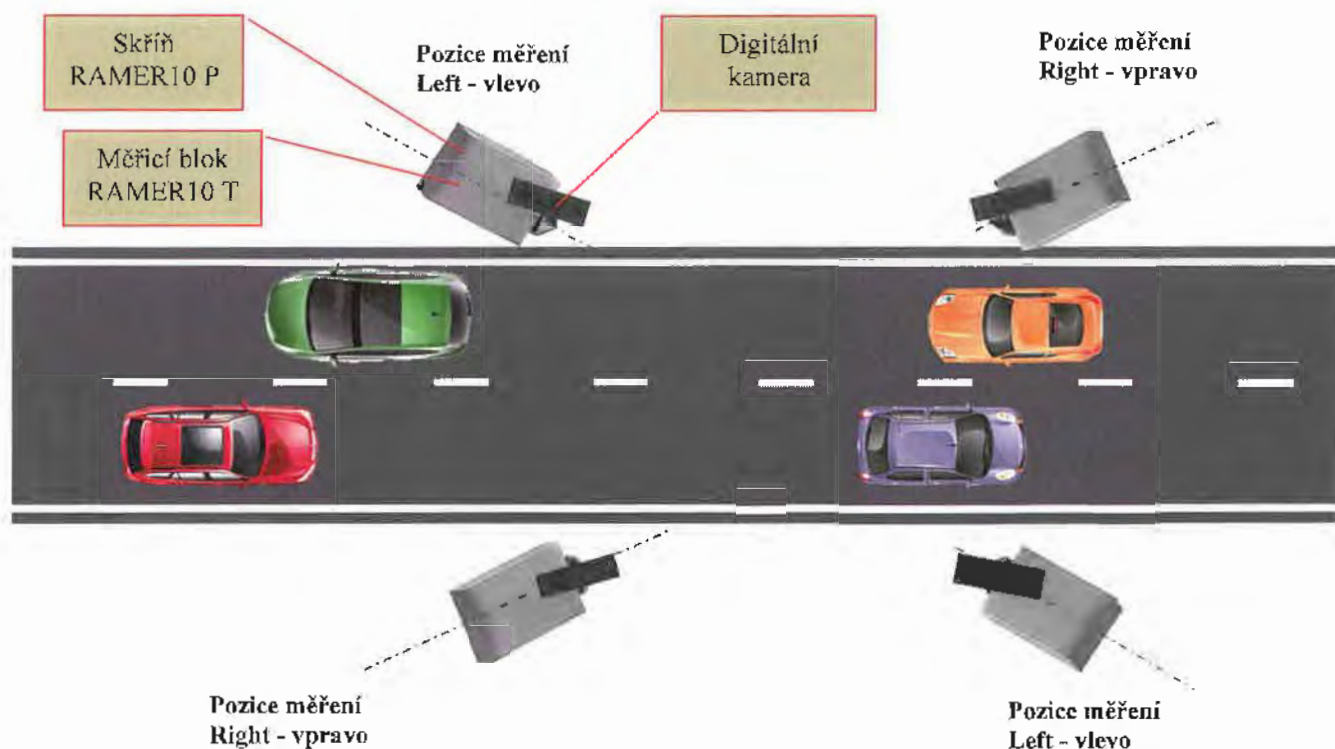 Skříň
RAMER10 P
Pozice měření
Left - vlevo
Digitální
kamera
Pozice měření
Right - vpravo
Měřicí blok
RAMER10 T
Pozice měření
Right - vpravo
Pozice měření
Left - vlevo